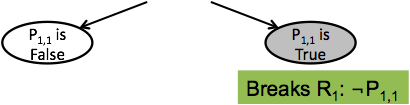 P₁,₁ is
False
P₁,₁ is
True
Breaks R₁: ¬P₁,₁